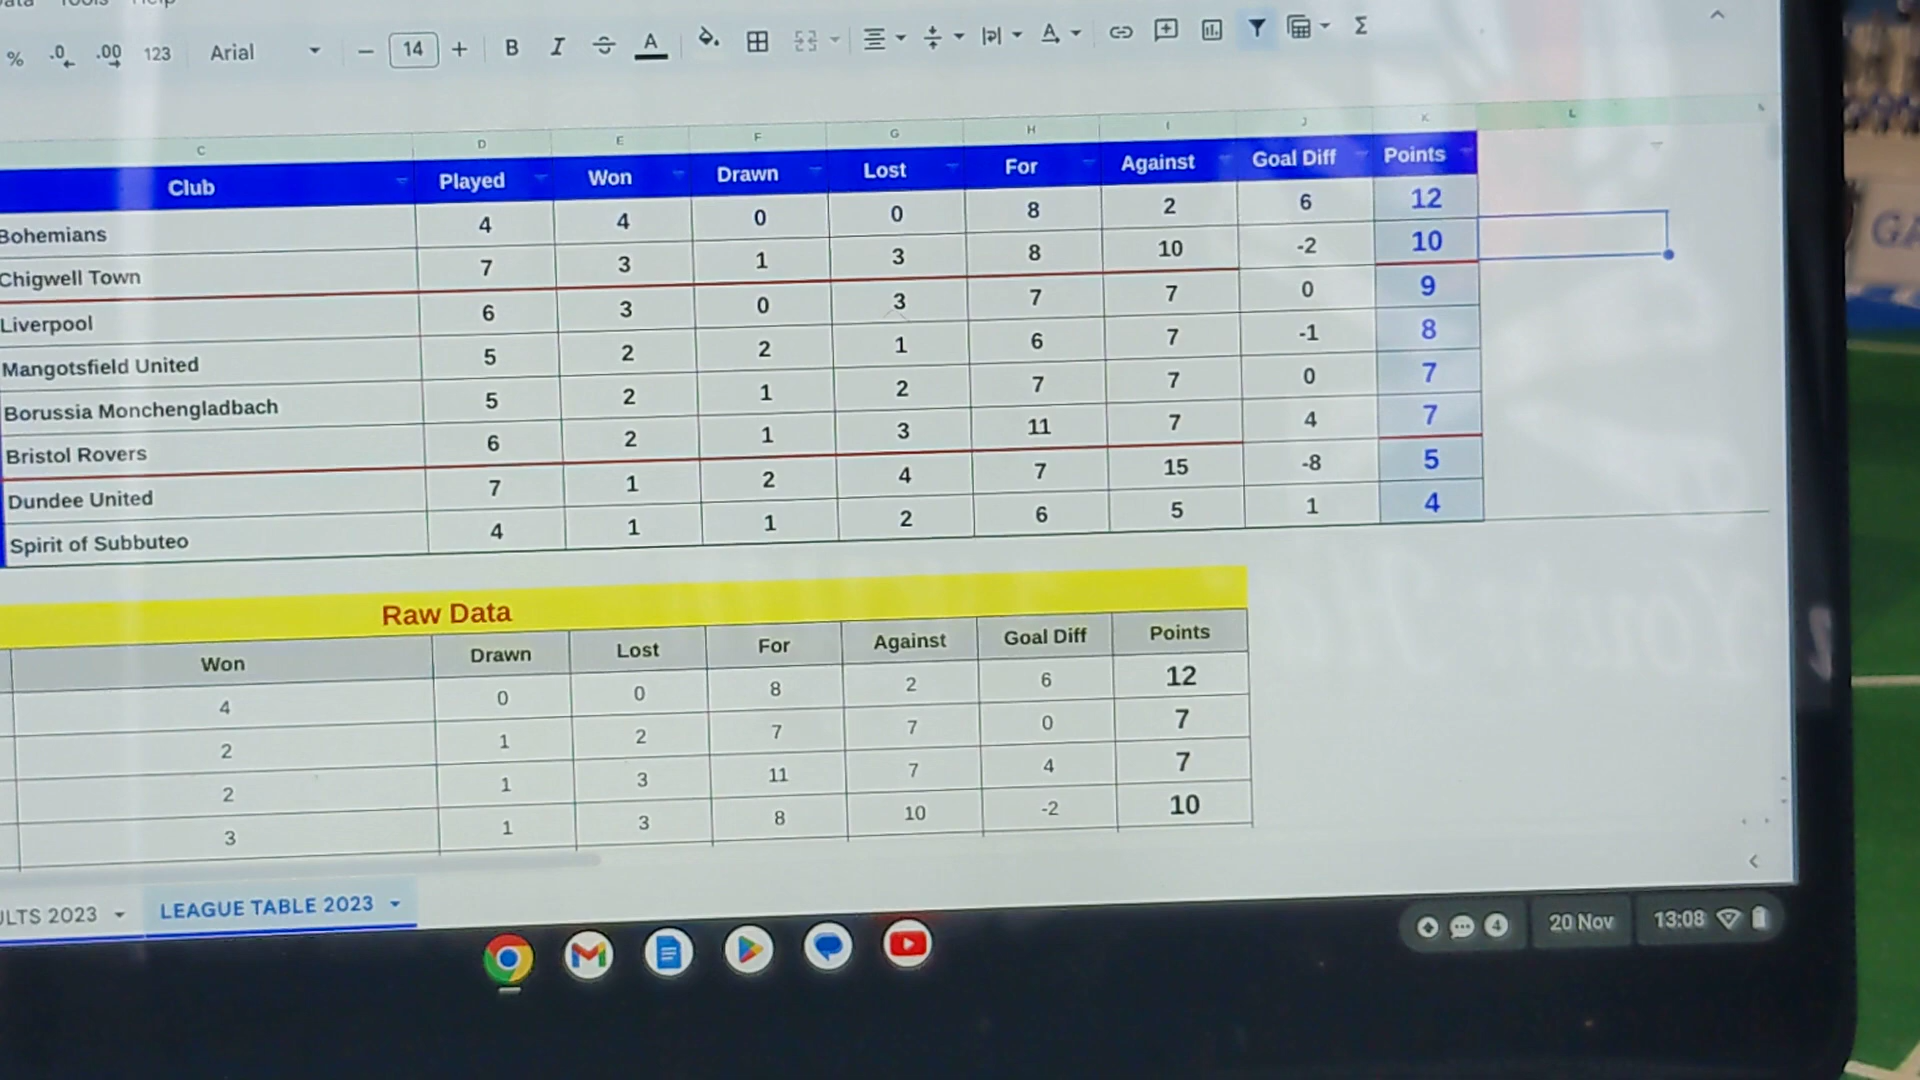 Tools Help
% .0 .00 123 Arial − 14 + B I A A Σ
C D E F G H I J K L
Club Played Won Drawn Lost For Against Goal Diff Points
Bohemians 4 4 0 0 8 2 6 12
Chigwell Town 7 3 1 3 8 10 -2 10
Liverpool 6 3 0 3 7 7 0 9
Mangotsfield United 5 2 2 1 6 7 -1 8
Borussia Monchengladbach 5 2 1 2 7 7 0 7
Bristol Rovers 6 2 1 3 11 7 4 7
Dundee United 7 1 2 4 7 15 -8 5
Spirit of Subbuteo 4 1 1 2 6 5 1 4
Raw Data
Won Drawn Lost For Against Goal Diff Points
4 0 0 8 2 6 12
2 1 2 7 7 0 7
2 1 3 11 7 4 7
3 1 3 8 10 -2 10
ULTS 2023 LEAGUE TABLE 2023
4 20 Nov 13:08
GA